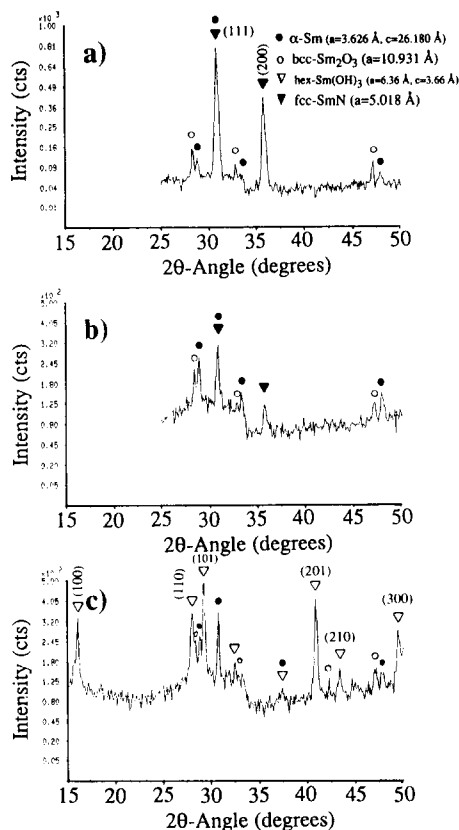 a)
×10³
1.00
0.81
0.64
0.49
0.36
0.16
0.09
0.04
0.01
Intensity (cts)
(111)
(200)
α-Sm (a=3.626 Å, c=26.180 Å)
bcc-Sm₂O₃ (a=10.931 Å)
hex-Sm(OH)₃ (a=6.36 Å, c=3.66 Å)
fcc-SmN (a=5.018 Å)
15 20 25 30 35 40 45 50
2θ-Angle (degrees)
b)
×10²
5.00
4.05
3.20
2.45
1.80
1.25
0.80
0.45
0.20
0.05
Intensity (cts)
15 20 25 30 35 40 45 50
2θ-Angle (degrees)
c)
×10²
5.00
4.05
3.20
2.45
1.80
1.25
0.80
0.45
0.20
0.05
Intensity (cts)
(100)
(110)
(101)
(201)
(210)
(300)
15 20 25 30 35 40 45 50
2θ-Angle (degrees)